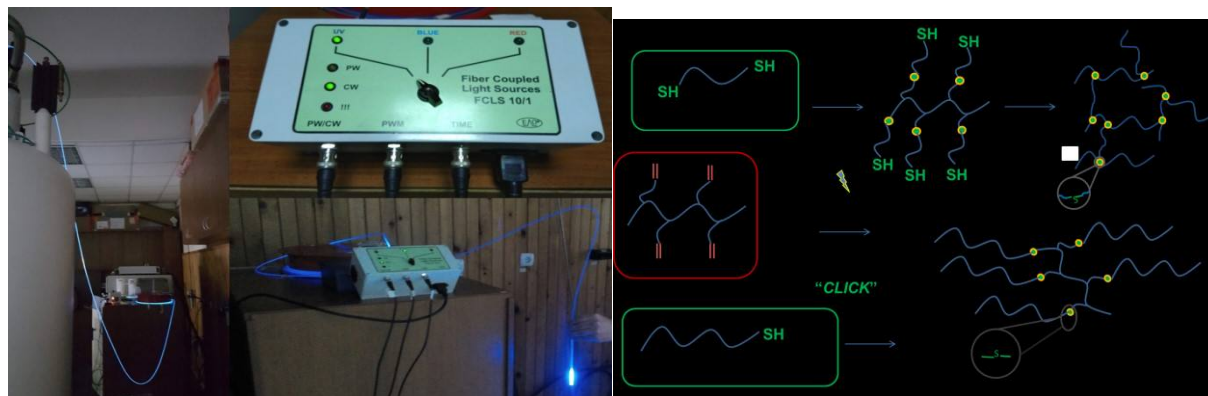 UV BLUE RED
PW
CW
!!!
Fiber Coupled
Light Sources
FCLS 10/1
PW/CW PWM TIME
SH
SH
SH SH
SH
SH
SH
S
"CLICK"
SH
S